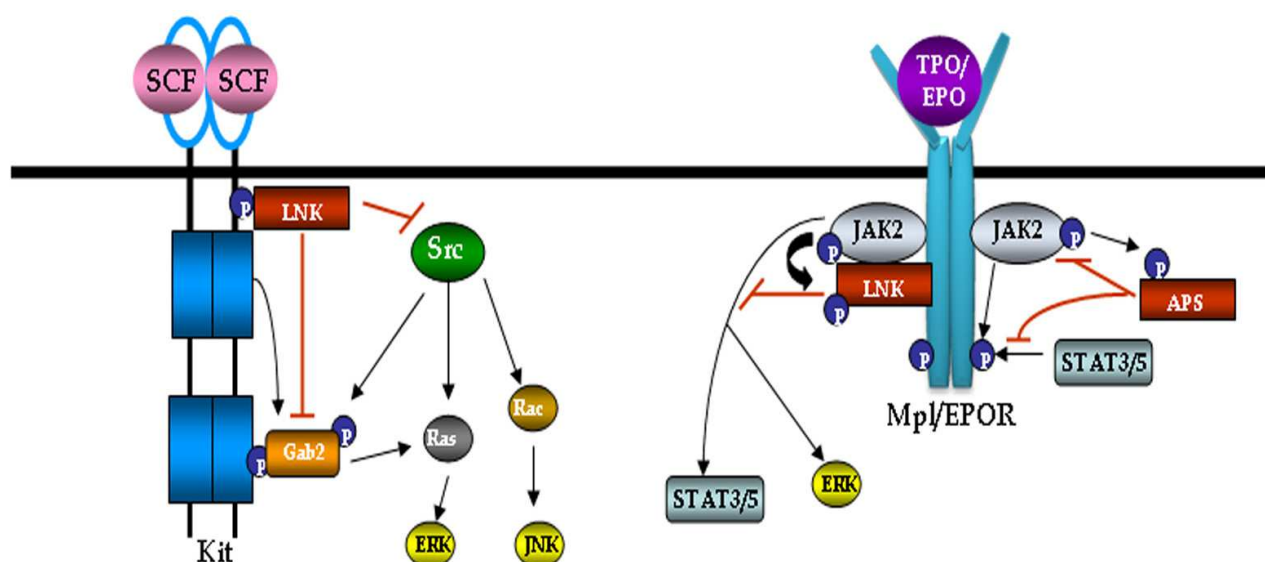 SCF SCF
TPO/
EPO
P LNK
Src
JAK2 JAK2
P P
P
LNK APS
P
P P STAT3/5
Mpl/EPOR
Rac
P
Gab2 Ras
P
STAT3/5 ERK
ERK JNK
Kit